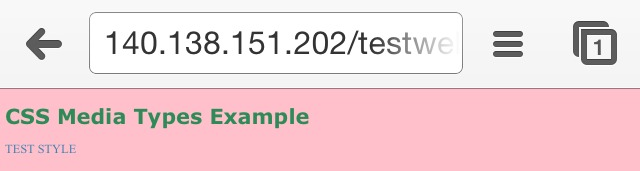 140.138.151.202/testwe
1
CSS Media Types Example
TEST STYLE